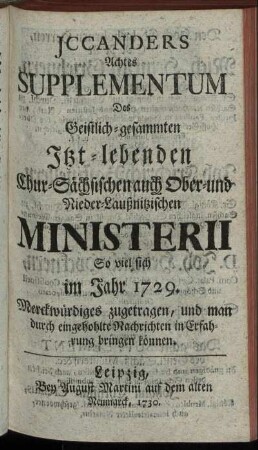 JCCANDERS
Achtes
SUPPLEMENTUM
Des
Geistlich-gesammten
Jtzt-lebenden
Chur-Sächsischen auch Ober-und
Nieder-Laußnitzischen
MINISTERII
So viel sich
im Jahr 1729.
Merckwürdiges zugetragen, und man
durch eingehohlte Nachrichten in Erfah-
rung bringen können.
Leipzig,
Bey August Martini auf dem alten
Neumarck, 1730.